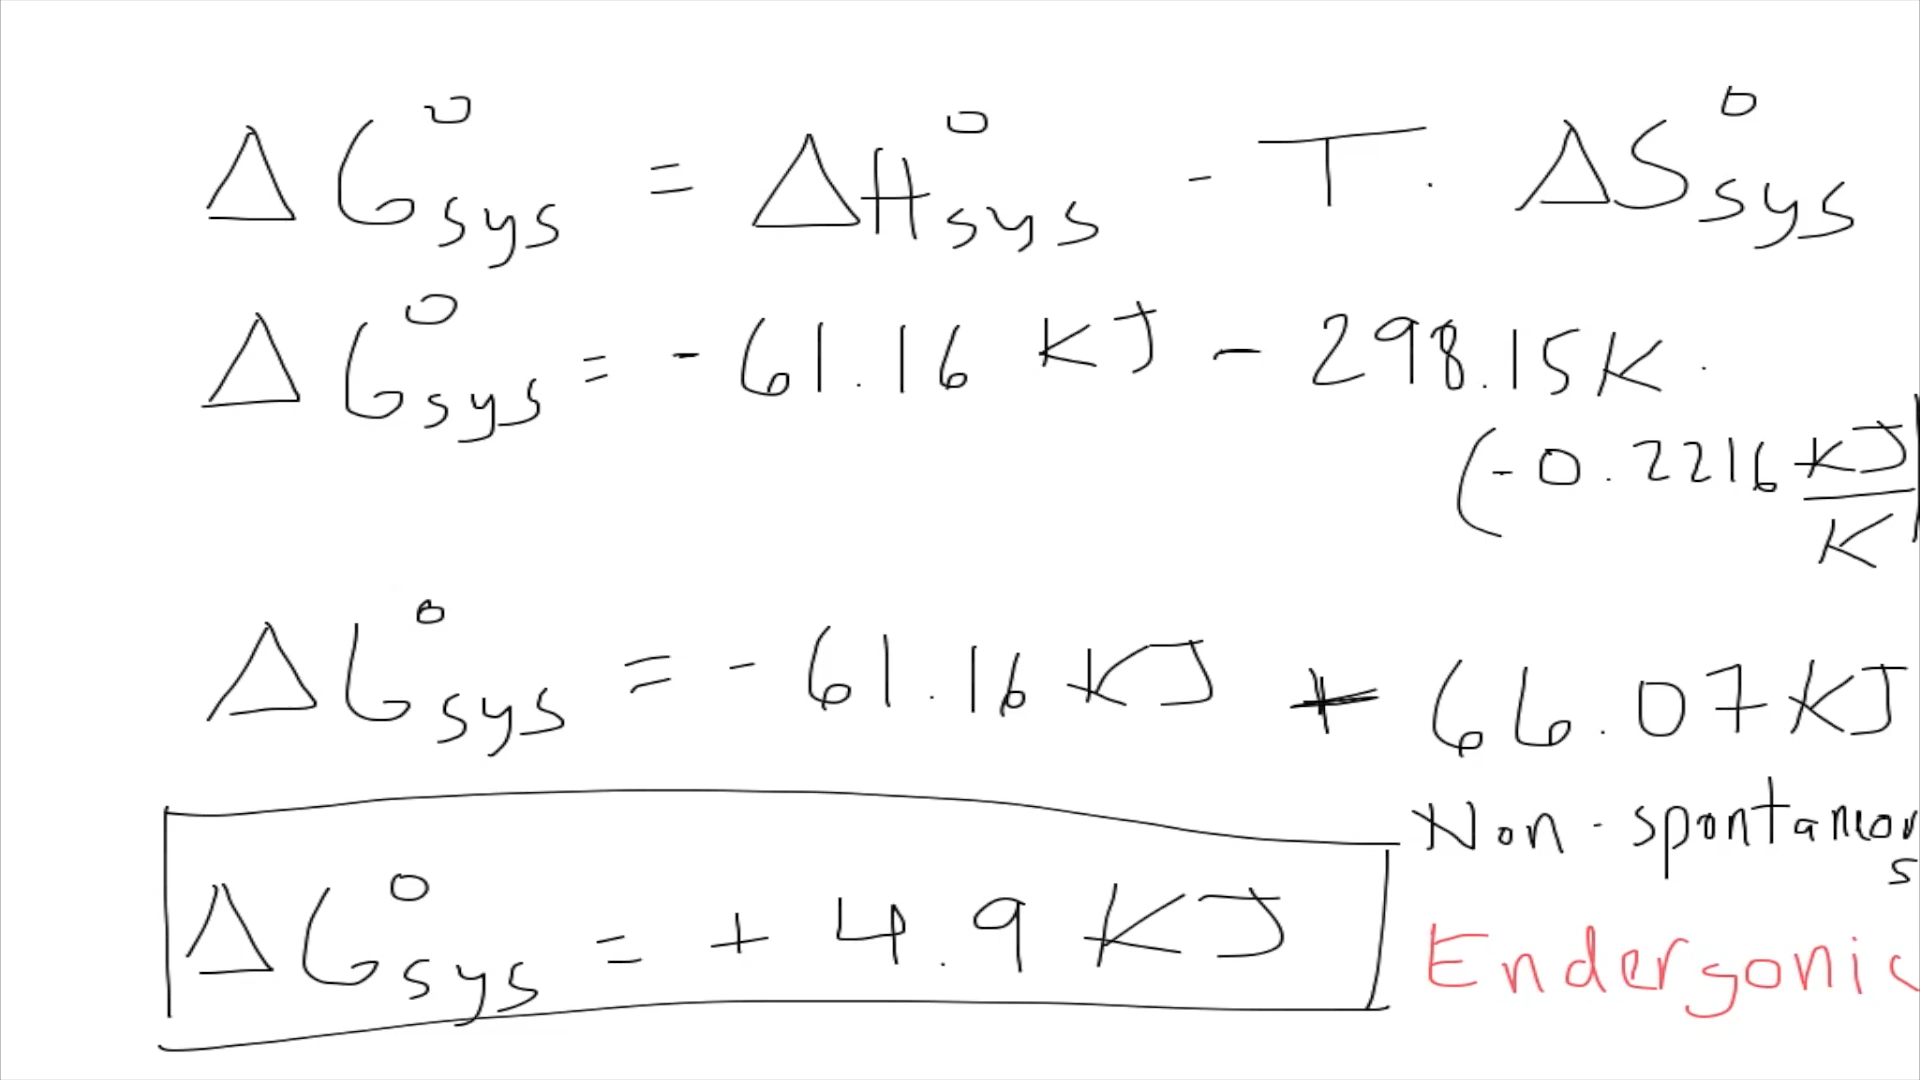 ΔG°sys = ΔH°sys - T · ΔS°sys
ΔG°sys = - 61.16 KJ - 298.15K ·
(-0.2216 KJ/K)
ΔG°sys = - 61.16 KJ + 66.07 KJ
Non-spontaneous
ΔG°sys = + 4.9 KJ
Endergonic